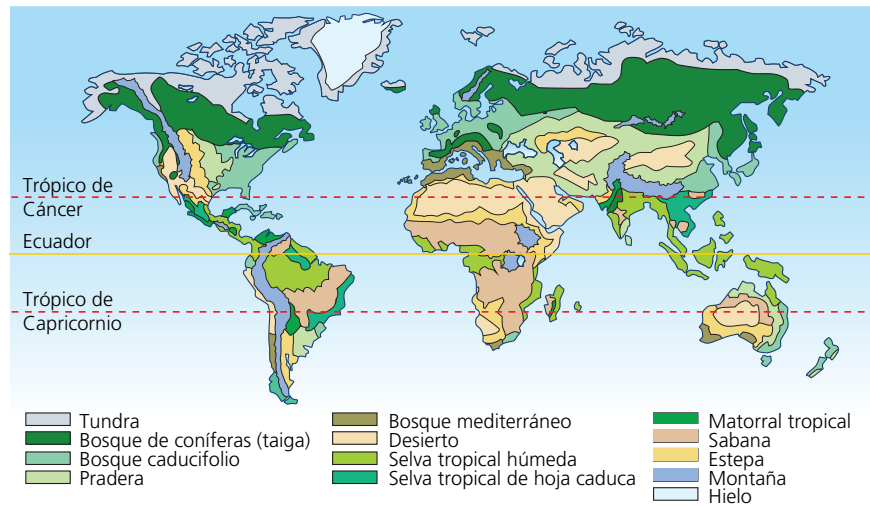 Trópico de
Cáncer
Ecuador
Trópico de
Capricornio
Tundra
Bosque de coníferas (taiga)
Bosque caducifolio
Pradera
Bosque mediterráneo
Desierto
Selva tropical húmeda
Selva tropical de hoja caduca
Matorral tropical
Sabana
Estepa
Montaña
Hielo